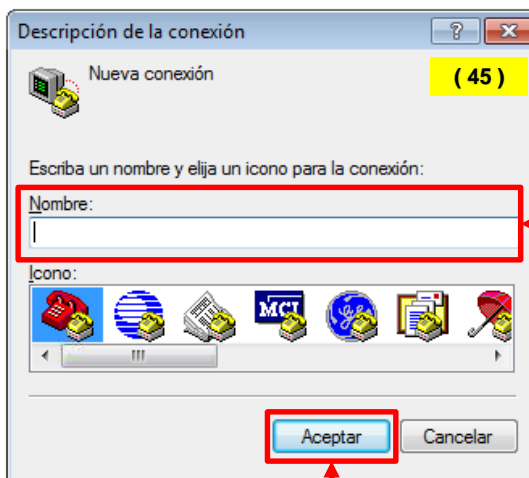 Descripción de la conexión
Nueva conexión
( 45 )
Escriba un nombre y elija un icono para la conexión:
Nombre:
Icono:
MCI
Aceptar
Cancelar